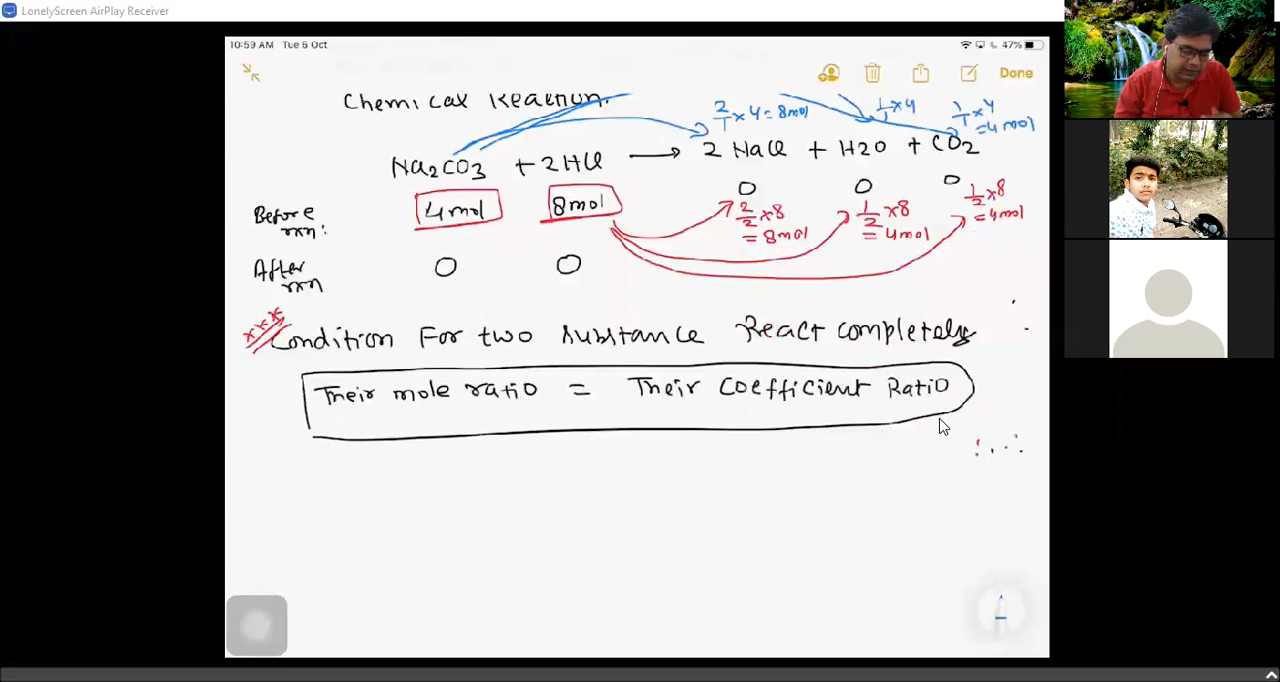 LonelyScreen AirPlay Receiver
10:59 AM Tue 6 Oct
47%
Done
Chemical Reaction.
2/1 x 4 = 8mol
1/1 x 4
1/1 x 4 = 4mol
Na2CO3 + 2HCl → 2 NaCl + H2O + CO2
Before rxn: 4mol 8mol 0 0 0
2/2 x 8 = 8mol
1/2 x 8 = 4mol
1/2 x 8 = 4mol
After rxn 0 0
xxx Condition For two substance React completely
Their mole ratio = Their Coefficient Ratio